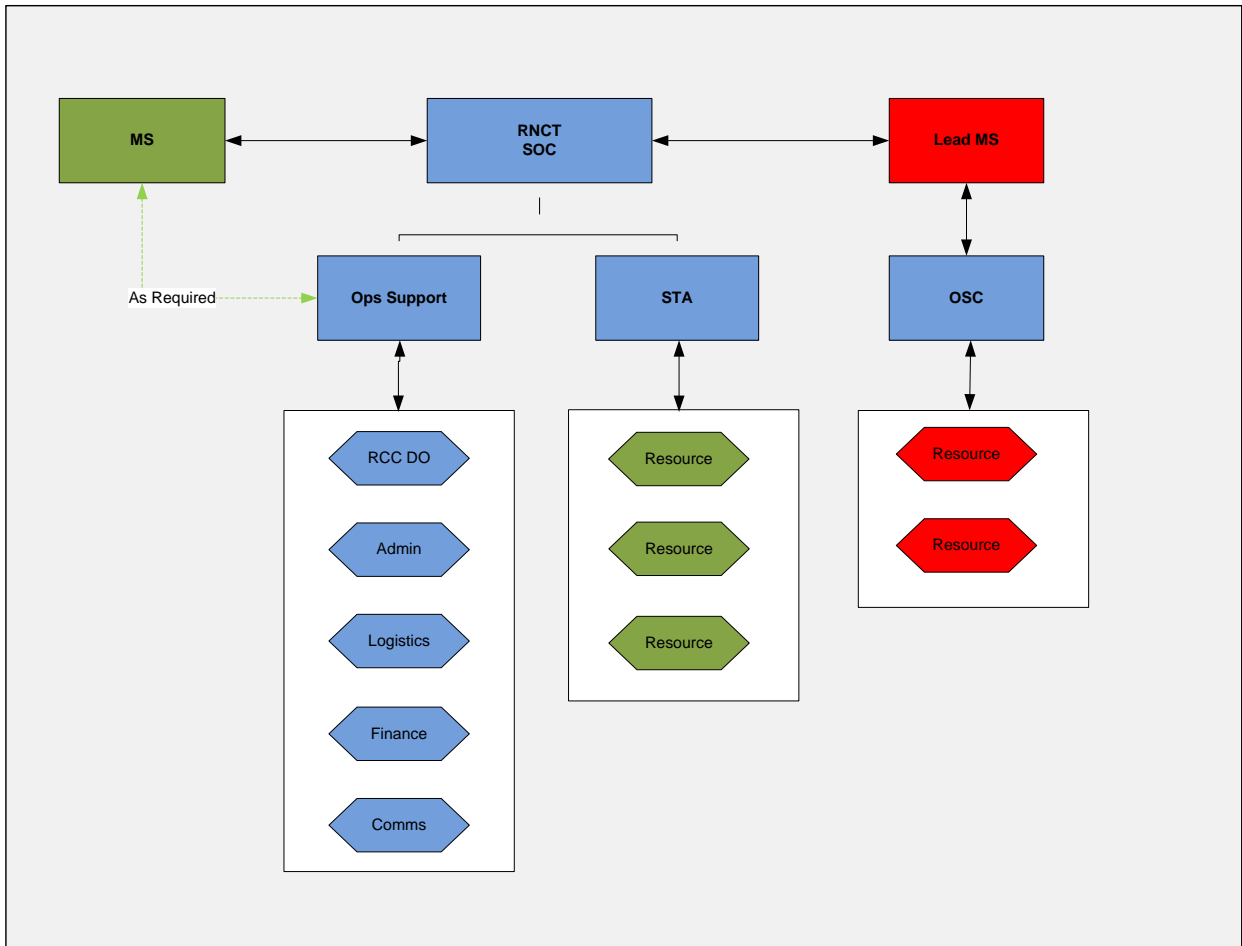 MS
RNCT
SOC
Lead MS
As Required
Ops Support
STA
OSC
RCC DO
Admin
Logistics
Finance
Comms
Resource
Resource
Resource
Resource
Resource